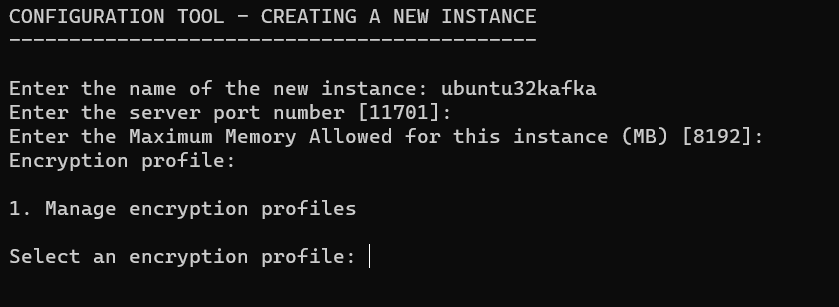 CONFIGURATION TOOL - CREATING A NEW INSTANCE
--------------------------------------------
Enter the name of the new instance: ubuntu32kafka
Enter the server port number [11701]:
Enter the Maximum Memory Allowed for this instance (MB) [8192]:
Encryption profile:
1. Manage encryption profiles
Select an encryption profile: